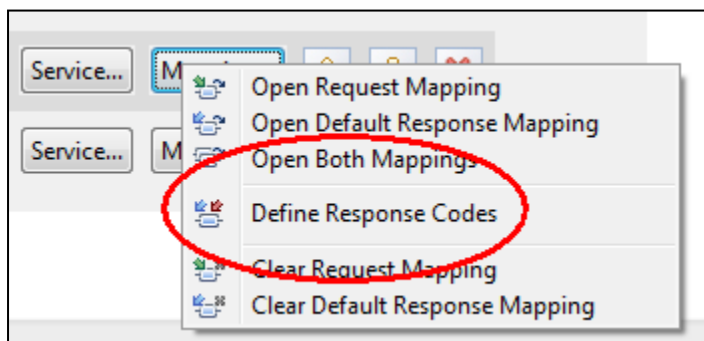 Service...
M
Open Request Mapping
Open Default Response Mapping
Service...
M
Open Both Mappings
Define Response Codes
Clear Request Mapping
Clear Default Response Mapping